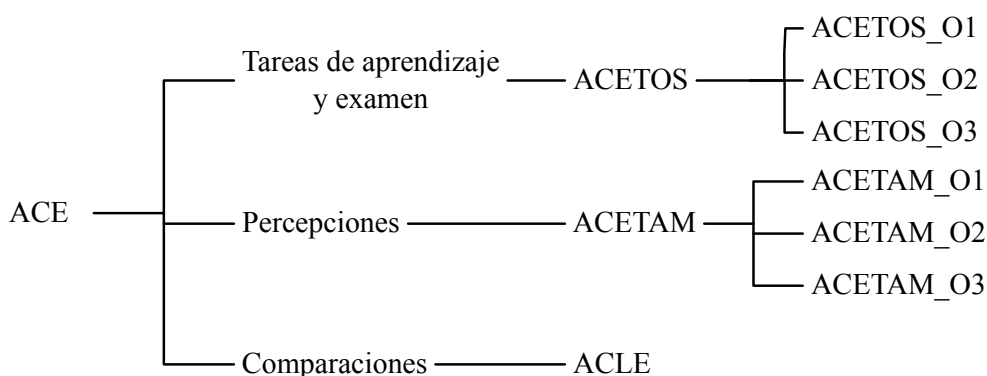 ACE
Tareas de aprendizaje
y examen
ACETOS
ACETOS_O1
ACETOS_O2
ACETOS_O3
Percepciones
ACETAM
ACETAM_O1
ACETAM_O2
ACETAM_O3
Comparaciones
ACLE